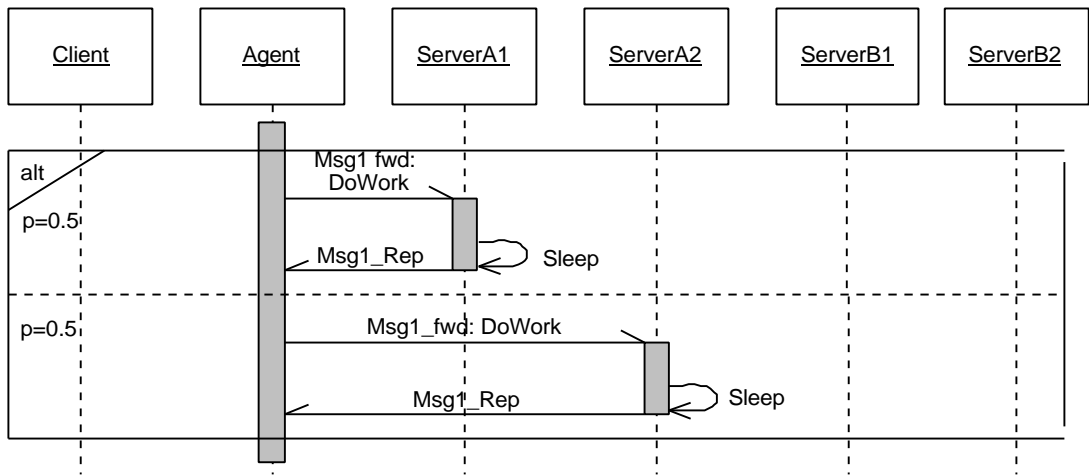 Client
Agent
ServerA1
ServerA2
ServerB1
ServerB2
alt
Msg1 fwd:
DoWork
p=0.5
Msg1_Rep
Sleep
p=0.5
Msg1_fwd: DoWork
Msg1_Rep
Sleep